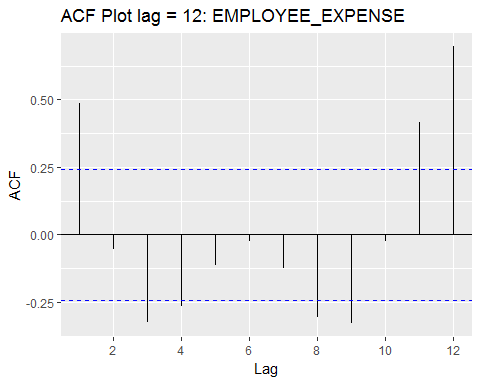 ACF Plot lag = 12: EMPLOYEE_EXPENSE
ACF
0.50
0.25
0.00
-0.25
2 4 6 8 10 12
Lag